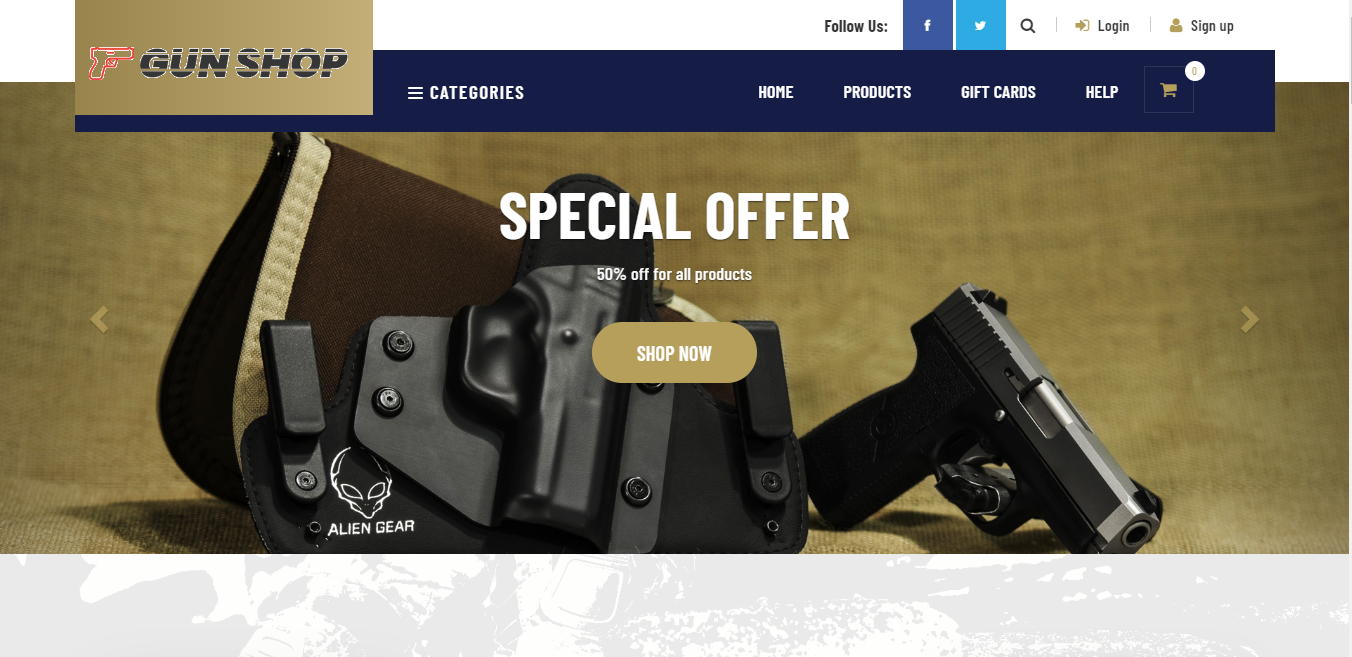 Follow Us:
Login
Sign up
GUN SHOP
CATEGORIES
HOME
PRODUCTS
GIFT CARDS
HELP
0
SPECIAL OFFER
50% off for all products
SHOP NOW
ALIEN GEAR